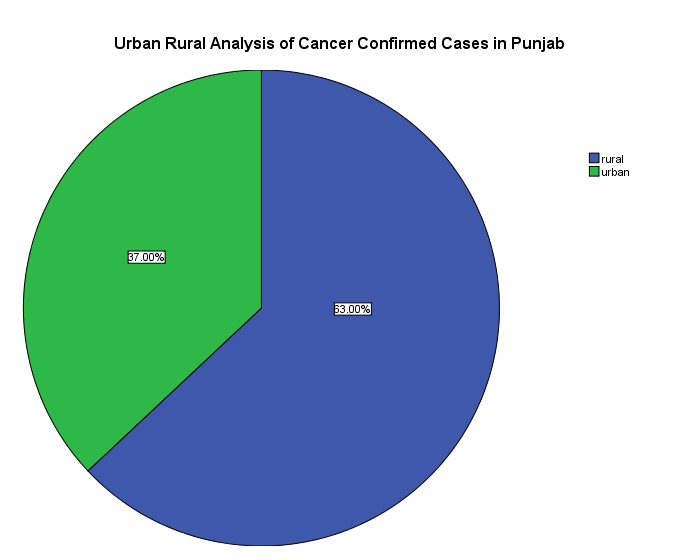 Urban Rural Analysis of Cancer Confirmed Cases in Punjab
rural
urban
37.00%
63.00%